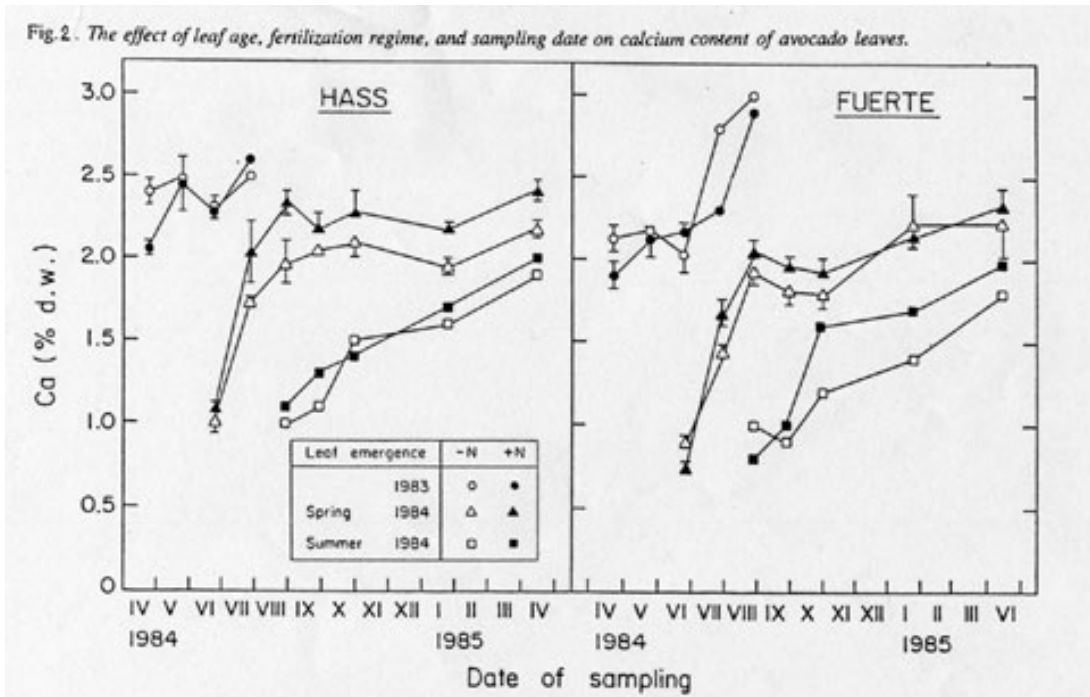 Fig.2. The effect of leaf age, fertilization regime, and sampling date on calcium content of avocado leaves.
HASS
FUERTE
3.0
2.5
2.0
1.5
1.0
0.5
0
Ca (% d.w.)
Leaf emergence -N +N
1983
Spring 1984
Summer 1984
IV V VI VII VIII IX X XI XII I II III IV
1984 1985
IV V VI VII VIII IX X XI XII I II III VI
1984 1985
Date of sampling